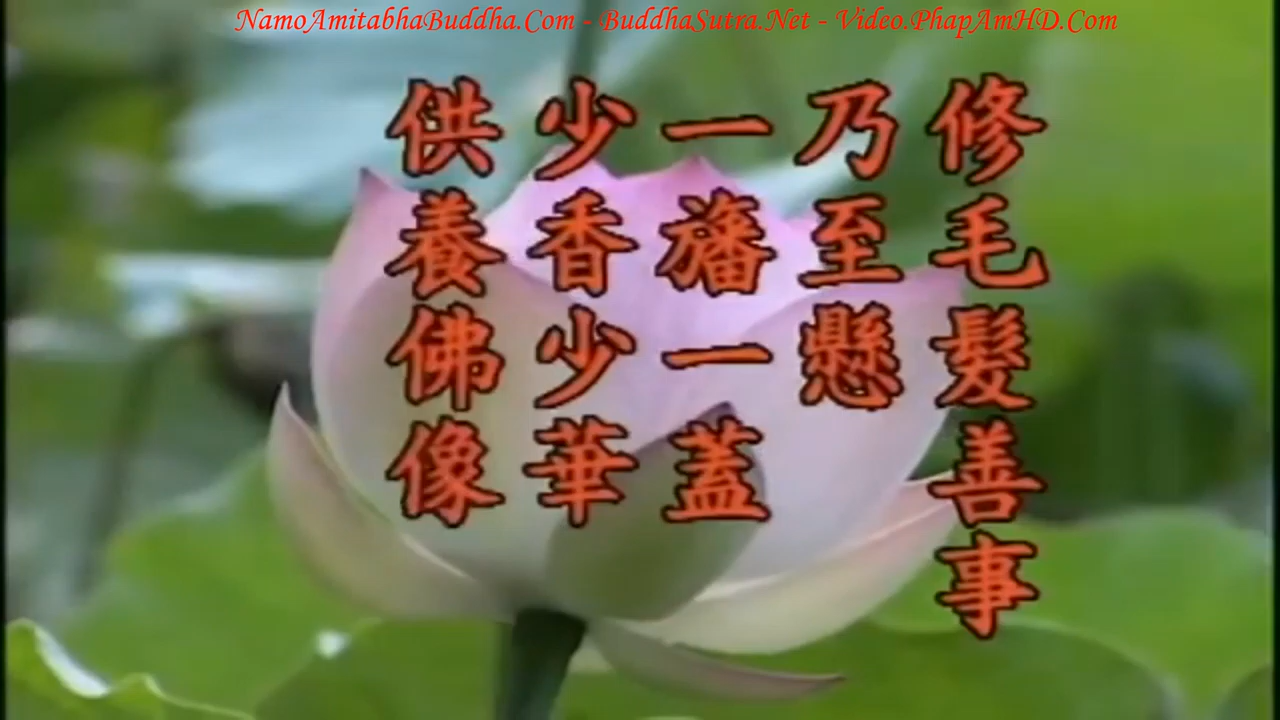 NamoAmitabhaBuddha.Com - BuddhaSutra.Net - Video.PhapAmHD.Com
修毛髮善事
乃至懸
一旛一蓋
少香少華
供養佛像